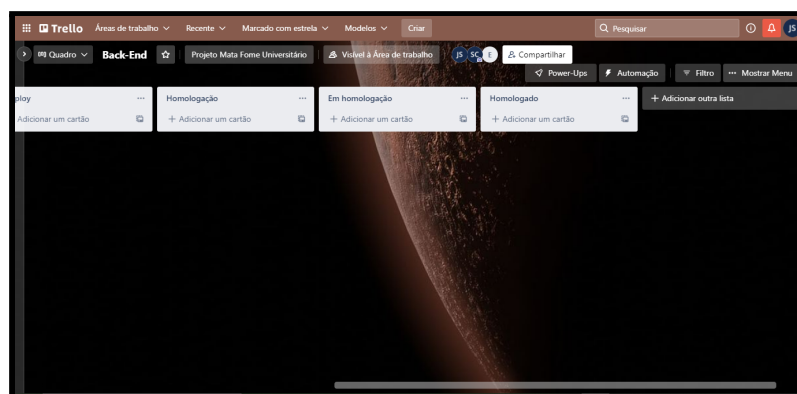 Trello Áreas de trabalho Recente Marcado com estrela Modelos Criar Pesquisar JS
Quadro Back-End Projeto Mata Fome Universitário Visível à Área de trabalho JS SC E Compartilhar
Power-Ups Automação Filtro ... Mostrar Menu
ploy ... Homologação ... Em homologação ... Homologado ... + Adicionar outra lista
Adicionar um cartão + Adicionar um cartão + Adicionar um cartão + Adicionar um cartão